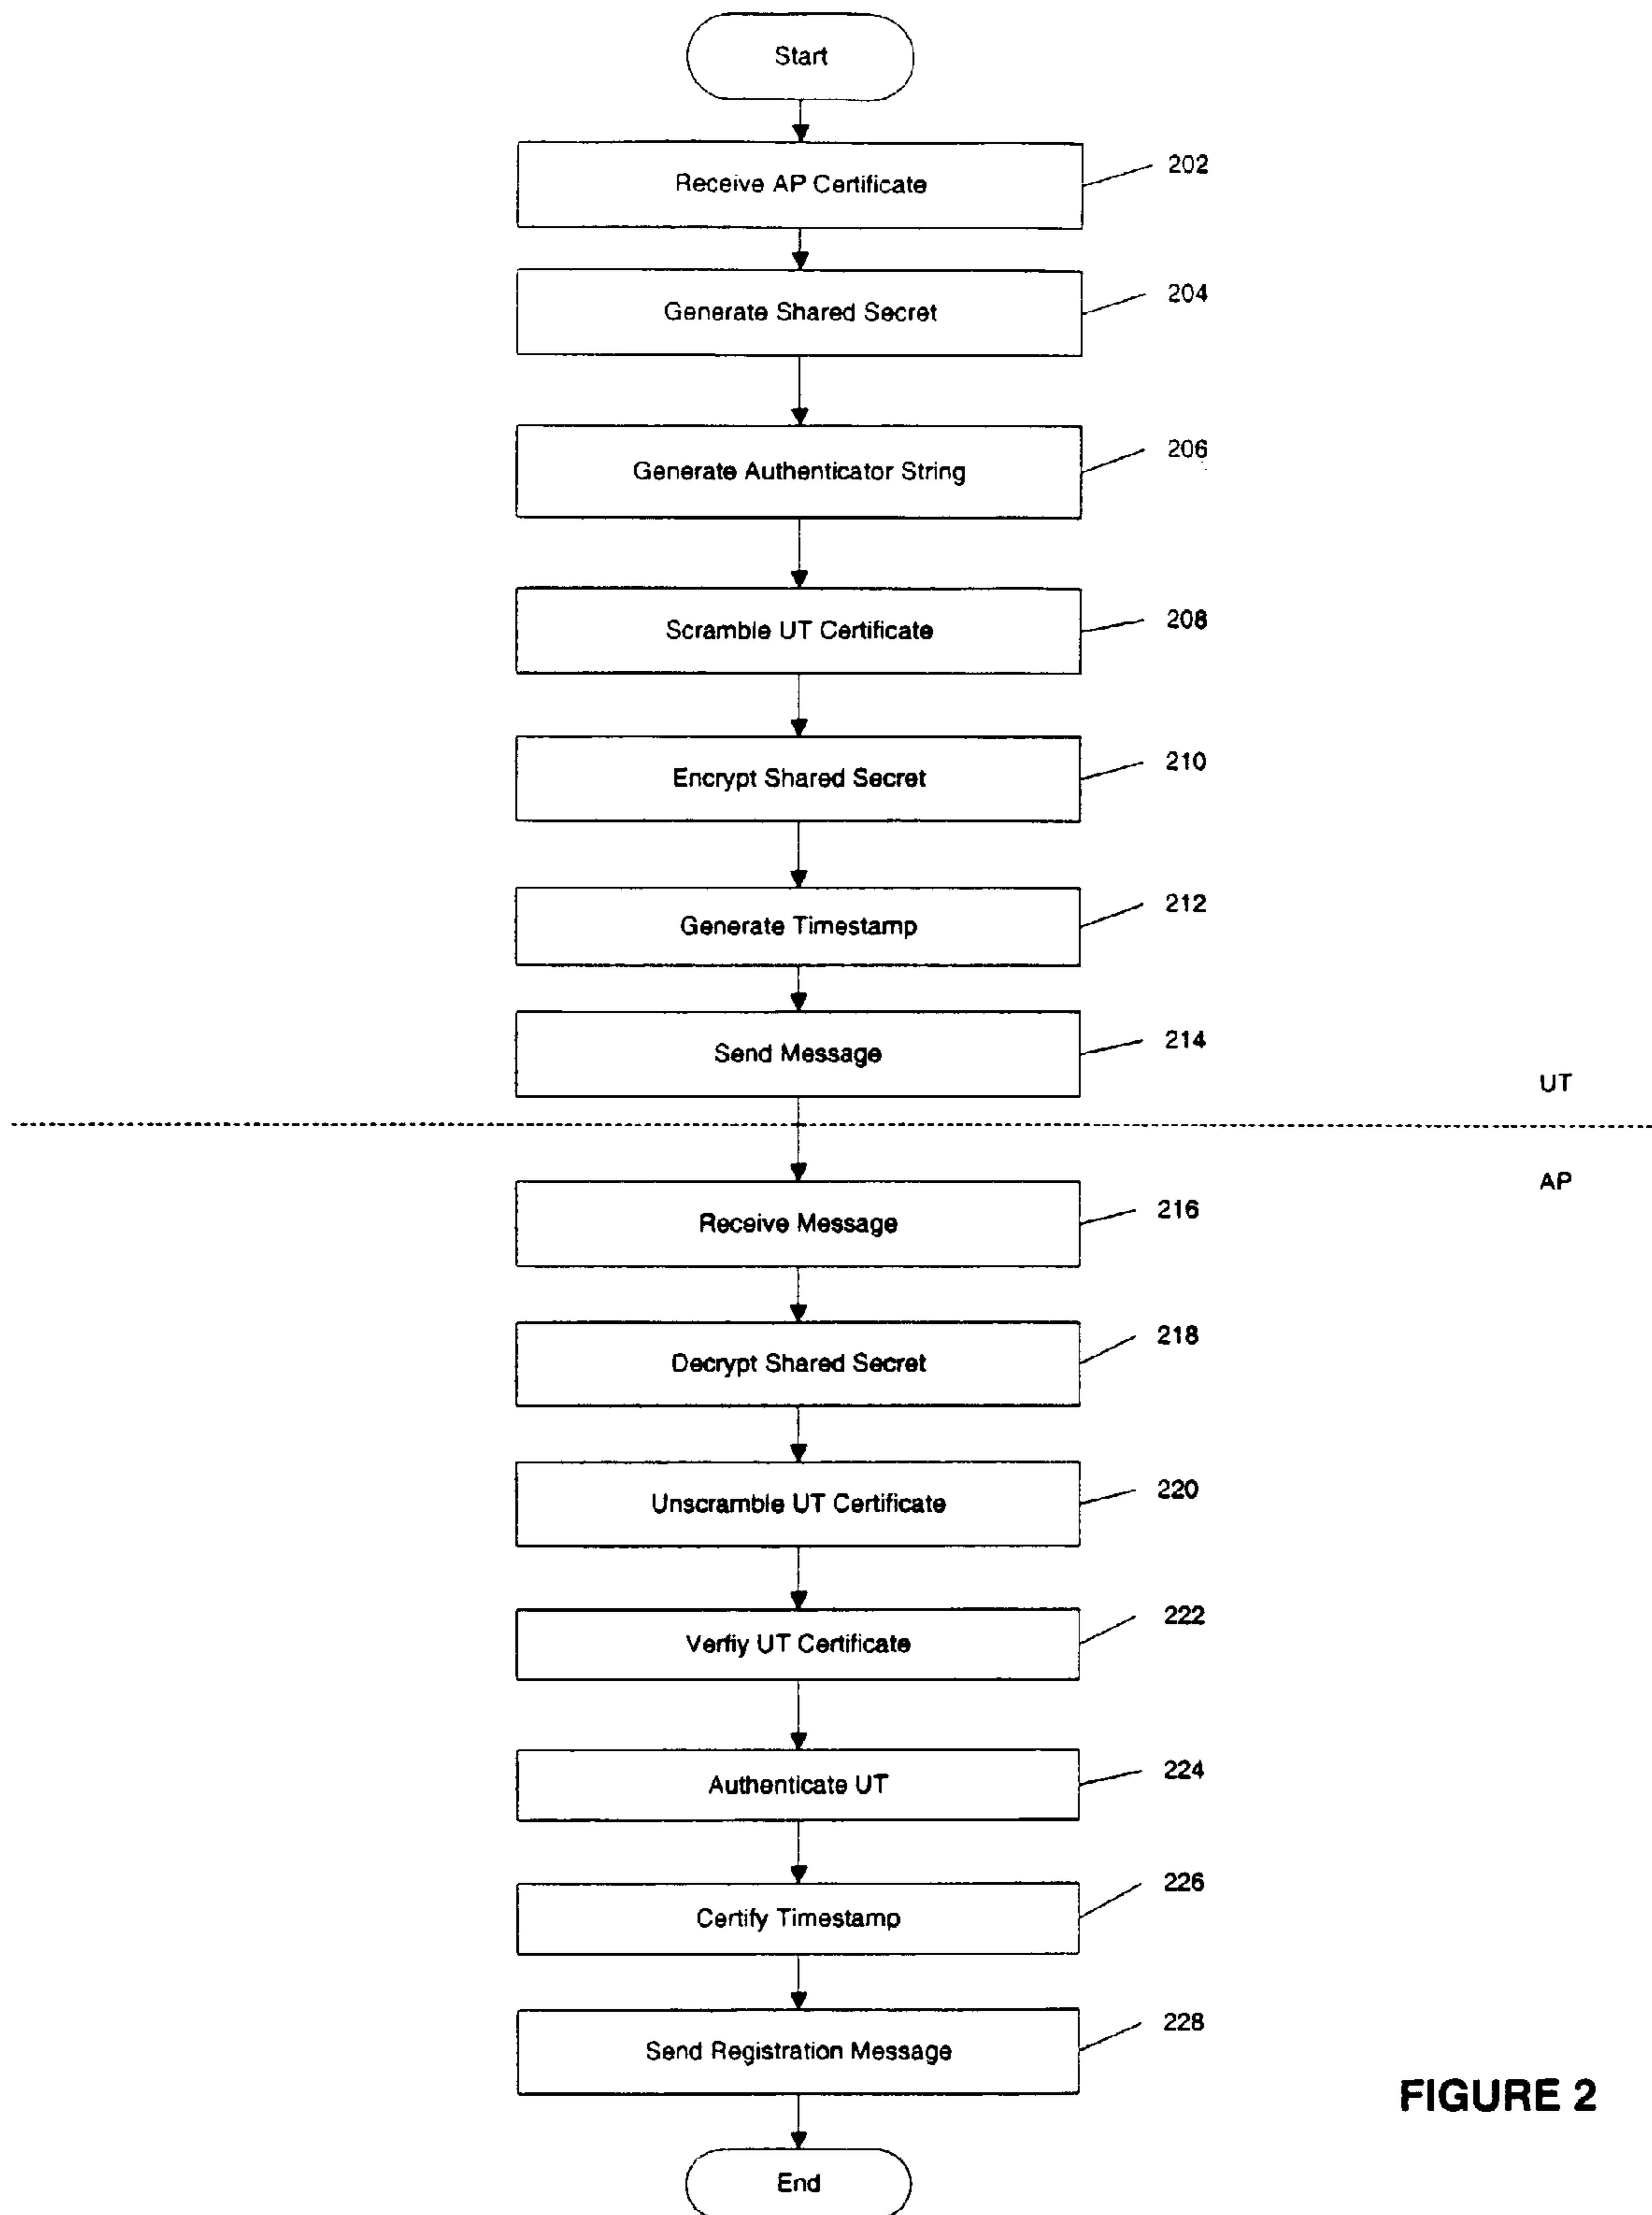 Start
Receive AP Certificate
202
Generate Shared Secret
204
Generate Authenticator String
206
Scramble UT Certificate
208
Encrypt Shared Secret
210
Generate Timestamp
212
Send Message
214
UT
AP
Receive Message
216
Decrypt Shared Secret
218
Unscramble UT Certificate
220
Verfiy UT Certificate
222
Authenticate UT
224
Certify Timestamp
226
Send Registration Message
228
FIGURE 2
End